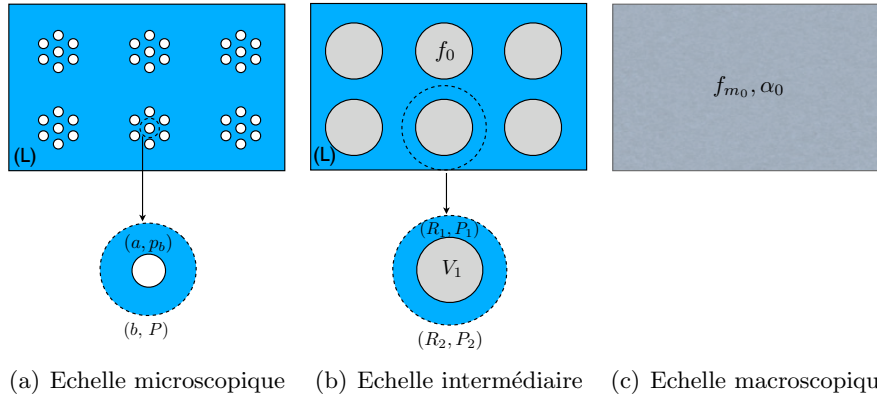 (L)
(a, p_b)
(b, P)
(a) Echelle microscopique
f_0
(L)
(R_1, P_1)
V_1
(R_2, P_2)
(b) Echelle intermédiaire
f_{m_0}, α_0
(c) Echelle macroscopiqu